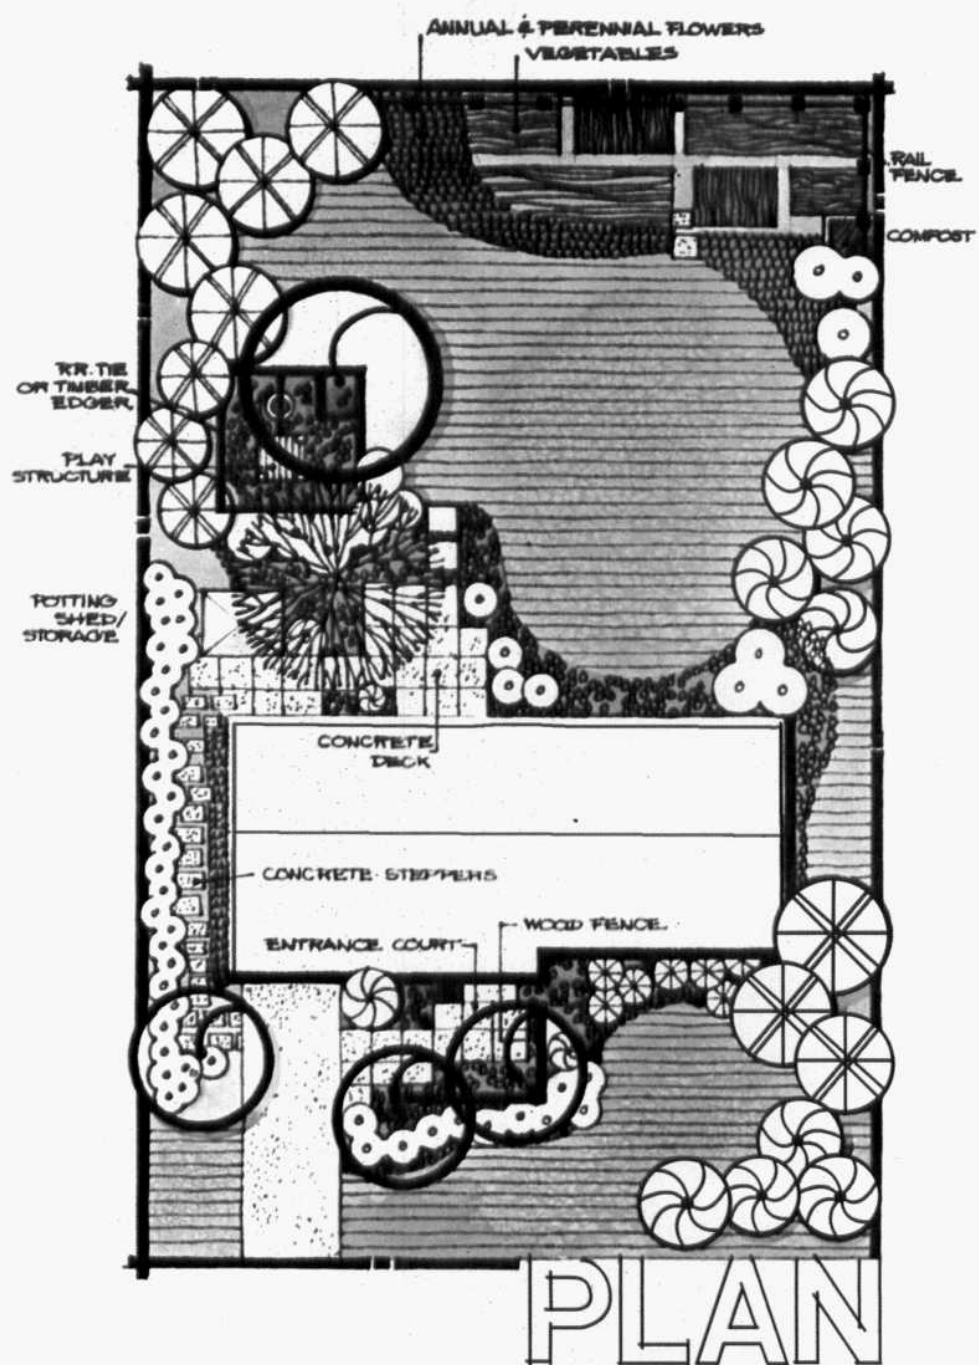 ANNUAL & PERENNIAL FLOWERS
VEGETABLES
RAIL
FENCE
COMPOST
R.R. TIE
OR TIMBER
EDGER
PLAY
STRUCTURE
POTTING
SHED/
STORAGE
CONCRETE
DECK
CONCRETE STEPPERS
WOOD FENCE
ENTRANCE COURT
PLAN